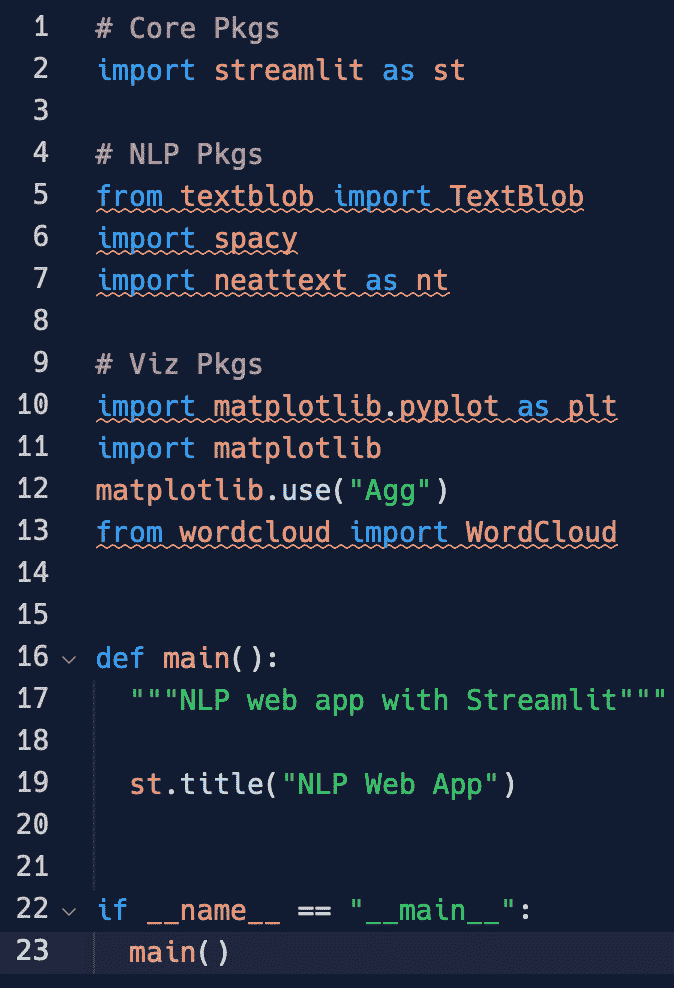 1 # Core Pkgs
2 import streamlit as st
3
4 # NLP Pkgs
5 from textblob import TextBlob
6 import spacy
7 import neattext as nt
8
9 # Viz Pkgs
10 import matplotlib.pyplot as plt
11 import matplotlib
12 matplotlib.use("Agg")
13 from wordcloud import WordCloud
14
15
16 def main():
17   """NLP web app with Streamlit"""
18
19   st.title("NLP Web App")
20
21
22 if __name__ == "__main__":
23   main()